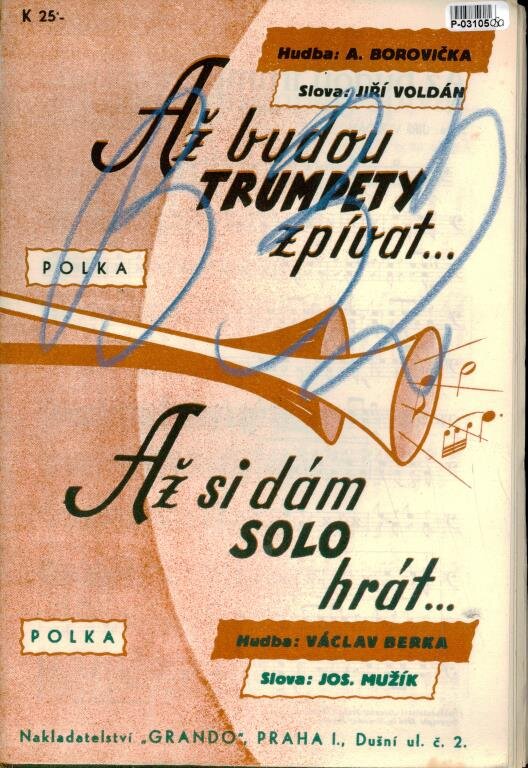 K 25·-
P-031050
Hudba: A. BOROVIČKA
Slova: JIŘÍ VOLDÁN
Až budou
TRUMPETY
zpívat...
POLKA
Až si dám
SOLO
hrát...
POLKA
Hudba: VÁCLAV BERKA
Slova: JOS. MUŽÍK
Nakladatelství „GRANDO“, PRAHA I., Dušní ul. č. 2.